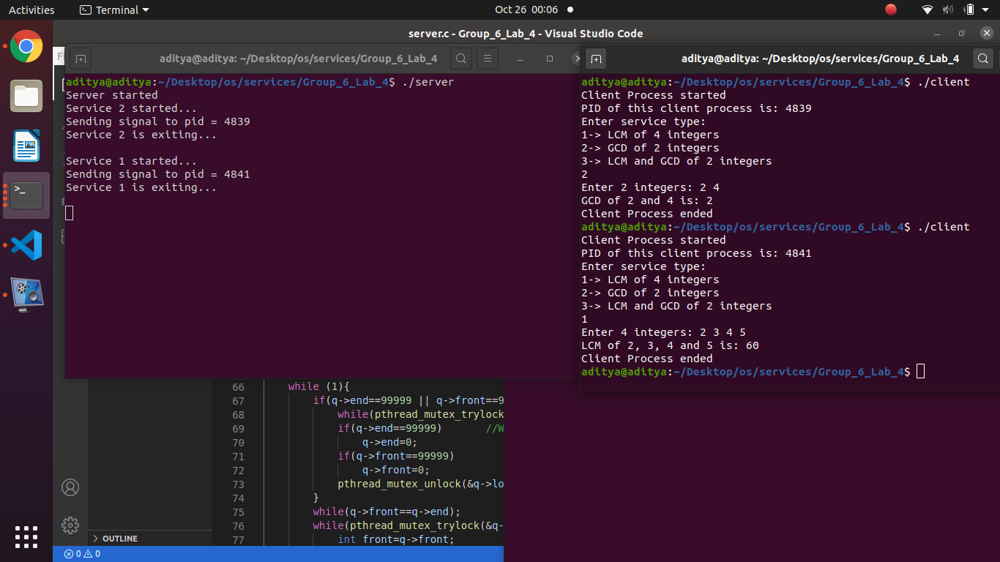 Activities
Terminal
Oct 26 00:06
server.c - Group_6_Lab_4 - Visual Studio Code
aditya@aditya: ~/Desktop/os/services/Group_6_Lab_4
aditya@aditya:~/Desktop/os/services/Group_6_Lab_4$ ./server
Server started
Service 2 started...
Sending signal to pid = 4839
Service 2 is exiting...
Service 1 started...
Sending signal to pid = 4841
Service 1 is exiting...
aditya@aditya: ~/Desktop/os/services/Group_6_Lab_4
aditya@aditya:~/Desktop/os/services/Group_6_Lab_4$ ./client
Client Process started
PID of this client process is: 4839
Enter service type:
1-> LCM of 4 integers
2-> GCD of 2 integers
3-> LCM and GCD of 2 integers
2
Enter 2 integers: 2 4
GCD of 2 and 4 is: 2
Client Process ended
aditya@aditya:~/Desktop/os/services/Group_6_Lab_4$ ./client
Client Process started
PID of this client process is: 4841
Enter service type:
1-> LCM of 4 integers
2-> GCD of 2 integers
3-> LCM and GCD of 2 integers
1
Enter 4 integers: 2 3 4 5
LCM of 2, 3, 4 and 5 is: 60
Client Process ended
aditya@aditya:~/Desktop/os/services/Group_6_Lab_4$
66 while (1){
67 if(q->end==99999 || q->front==9
68 while(pthread_mutex_trylock
69 if(q->end==99999) //W
70 q->end=0;
71 if(q->front==99999)
72 q->front=0;
73 pthread_mutex_unlock(&q->lo
74 }
75 while(q->front==q->end);
76 while(pthread_mutex_trylock(&q-
77 int front=q->front;
OUTLINE
0 0